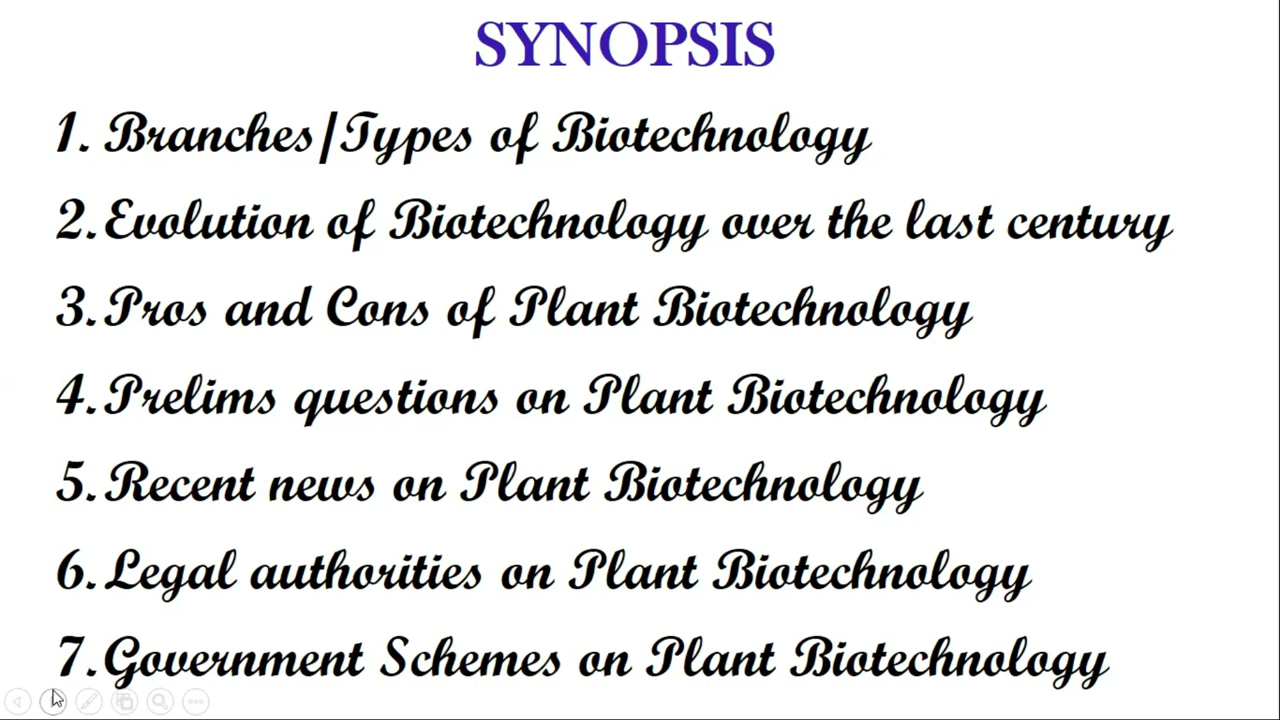 SYNOPSIS
1. Branches/Types of Biotechnology
2. Evolution of Biotechnology over the last century
3. Pros and Cons of Plant Biotechnology
4. Prelims questions on Plant Biotechnology
5. Recent news on Plant Biotechnology
6. Legal authorities on Plant Biotechnology
7. Government Schemes on Plant Biotechnology